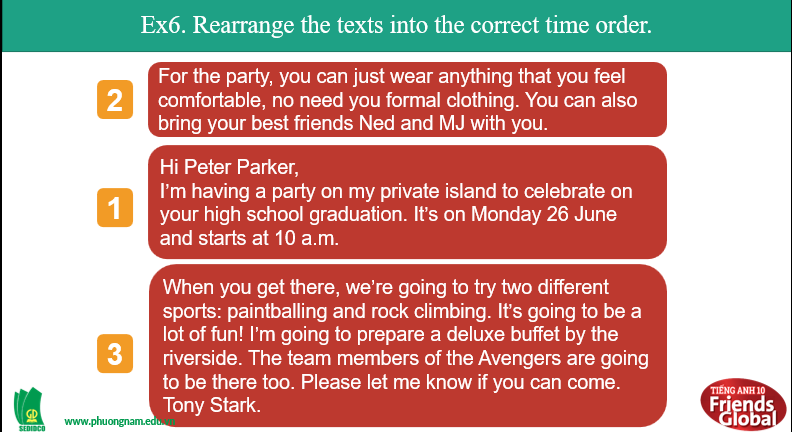 Ex6. Rearrange the texts into the correct time order.
2
For the party, you can just wear anything that you feel
comfortable, no need you formal clothing. You can also
bring your best friends Ned and MJ with you.
1
Hi Peter Parker,
I'm having a party on my private island to celebrate on
your high school graduation. It's on Monday 26 June
and starts at 10 a.m.
3
When you get there, we're going to try two different
sports: paintballing and rock climbing. It's going to be a
lot of fun! I'm going to prepare a deluxe buffet by the
riverside. The team members of the Avengers are going
to be there too. Please let me know if you can come.
Tony Stark.
SEDIDCO
www.phuongnam.edu
TIẾNG ANH 10
Friends
Global